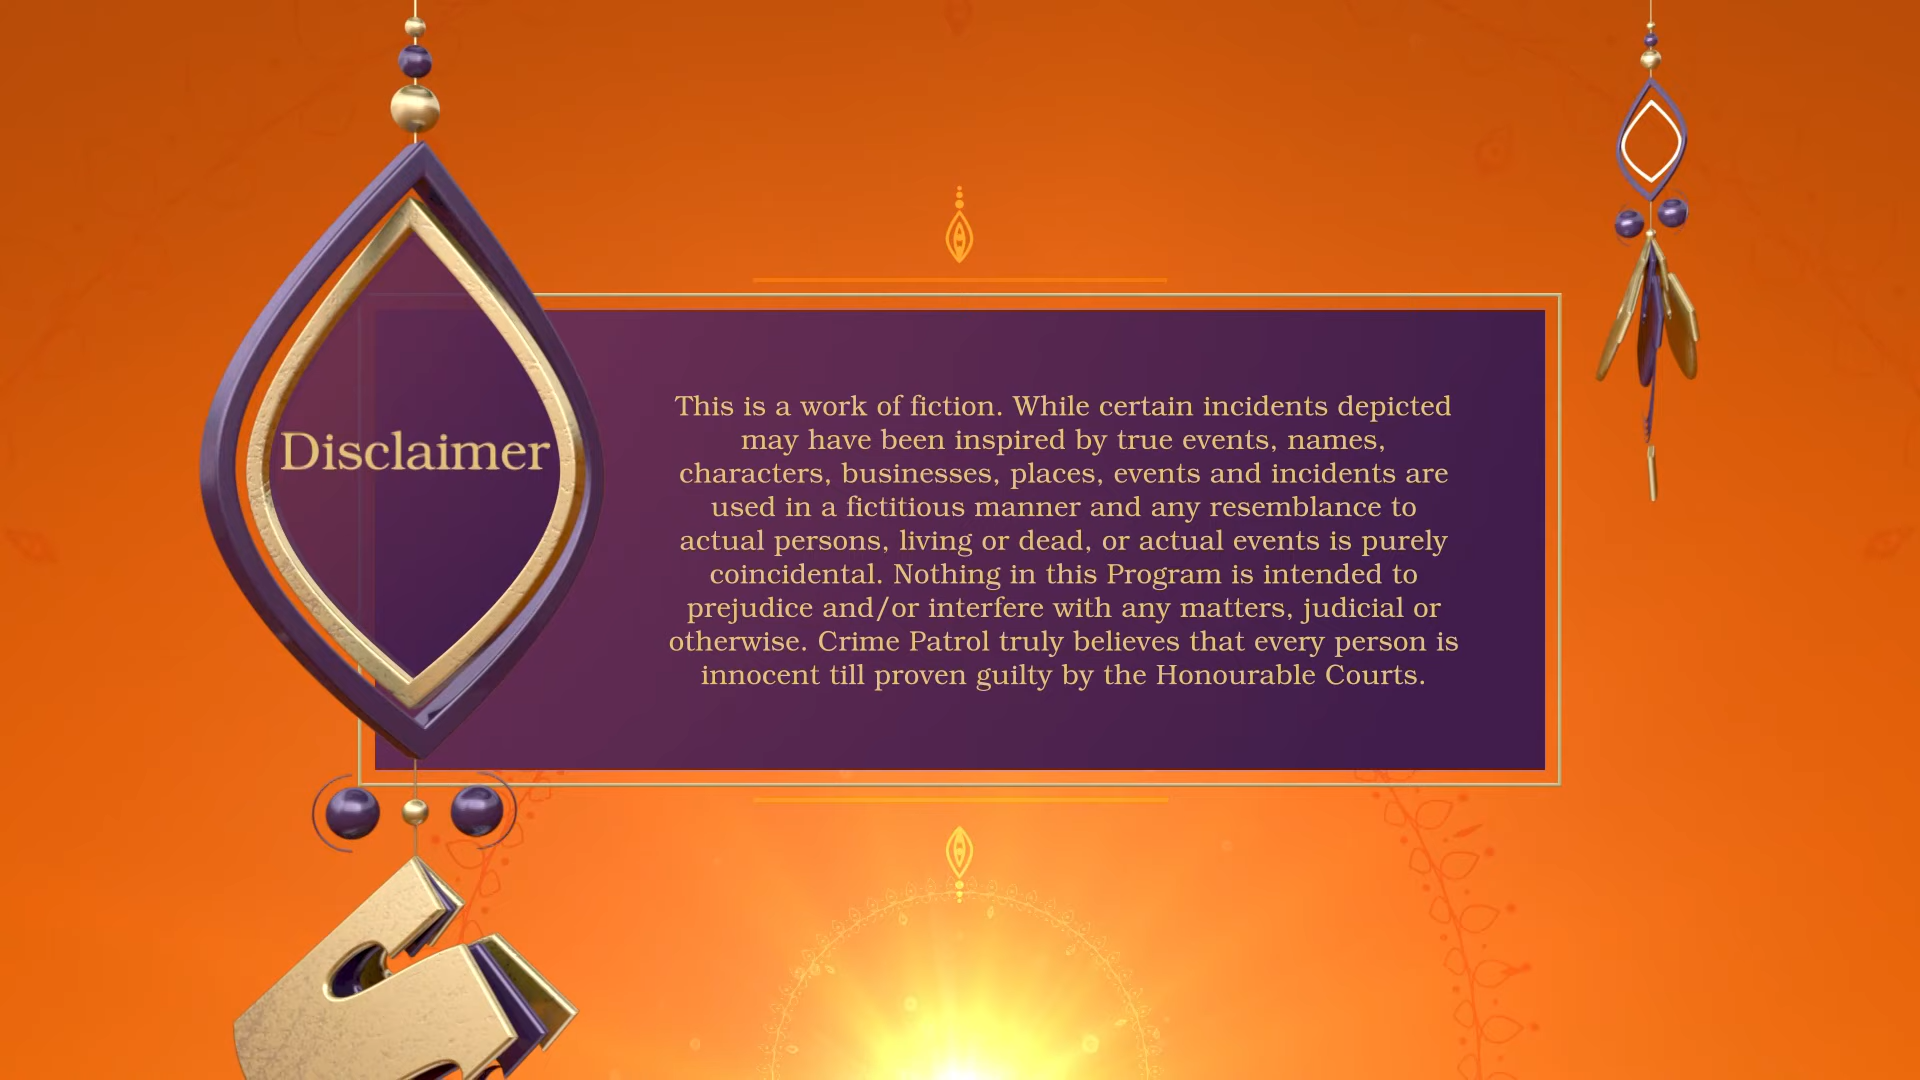 Disclaimer
This is a work of fiction. While certain incidents depicted
may have been inspired by true events, names,
characters, businesses, places, events and incidents are
used in a fictitious manner and any resemblance to
actual persons, living or dead, or actual events is purely
coincidental. Nothing in this Program is intended to
prejudice and/or interfere with any matters, judicial or
otherwise. Crime Patrol truly believes that every person is
innocent till proven guilty by the Honourable Courts.